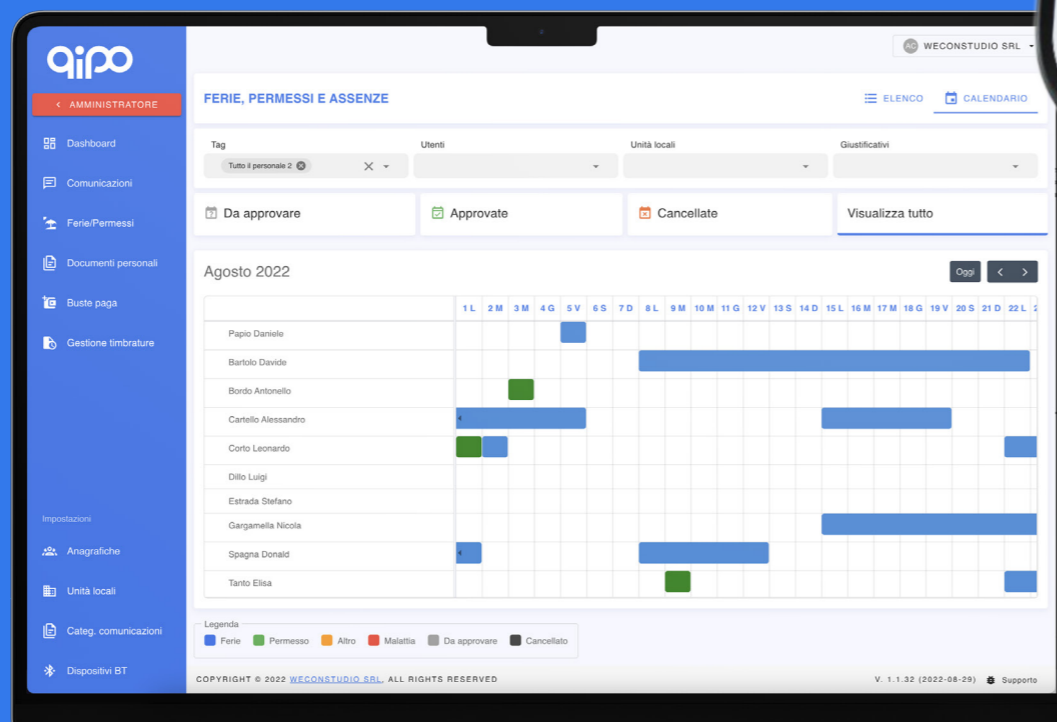 qipo
AC WECONSTUDIO SRL
< AMMINISTRATORE
FERIE, PERMESSI E ASSENZE
ELENCO CALENDARIO
Dashboard
Comunicazioni
Ferie/Permessi
Documenti personali
Buste paga
Gestione timbrature
Tag Utenti Unità locali Giustificativi
Tutto il personale 2
Da approvare Approvate Cancellate Visualizza tutto
Agosto 2022 Oggi < >
1 L 2 M 3 M 4 G 5 V 6 S 7 D 8 L 9 M 10 M 11 G 12 V 13 S 14 D 15 L 16 M 17 M 18 G 19 V 20 S 21 D 22 L
Papio Daniele
Bartolo Davide
Bordo Antonello
Cartello Alessandro
Corto Leonardo
Dillo Luigi
Estrada Stefano
Gargamella Nicola
Spagna Donald
Tanto Elisa
Impostazioni
Anagrafiche
Unità locali
Categ. comunicazioni
Dispositivi BT
Legenda
Ferie Permesso Altro Malattia Da approvare Cancellato
COPYRIGHT © 2022 WECONSTUDIO SRL, ALL RIGHTS RESERVED V. 1.1.32 (2022-08-29) Supporto